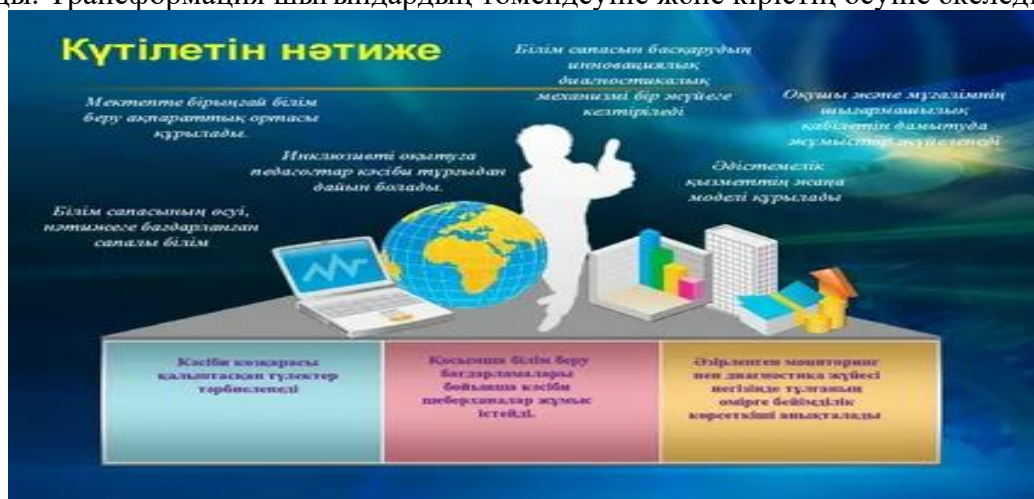 Трансформация шығындардың төмендеуіне және кірістің өсуіне әкеледі
Күтілетін нәтиже
Білім сапасын басқарудың
инновациялық
диагностикалық
механизмі бір жүйеге
келтіріледі
Мектепте бірыңғай білім
беру ақпараттық ортасы
құрылады.
Оқушы және мұғалімнің
шығармашылық
қабілетін дамытуда
жұмыстар жүйеленеді
Инклюзивті оқытуға
педагогтар кәсіби тұрғыдан
дайын болады.
Әдістемелік
қызметтің жаңа
моделі құрылады
Білім сапасының өсуі,
нәтижеге бағдарланған
сапалы білім
Кәсіби көзқарасы
қалыптасқан түлектер
тәрбиеленеді
Қосымша білім беру
бағдарламалары
бойынша кәсіби
шеберханалар жұмыс
істейді.
Әзірленген мониторинг
пен диагностика жүйесі
негізінде тұлғаның
өмірге бейімділік
көрсеткіші анықталады